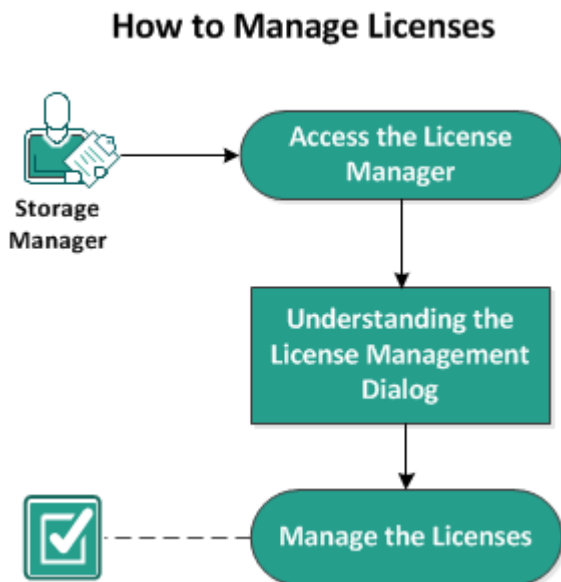 How to Manage Licenses
Access the License
Manager
Storage
Manager
Understanding the
License Management
Dialog
Manage the Licenses